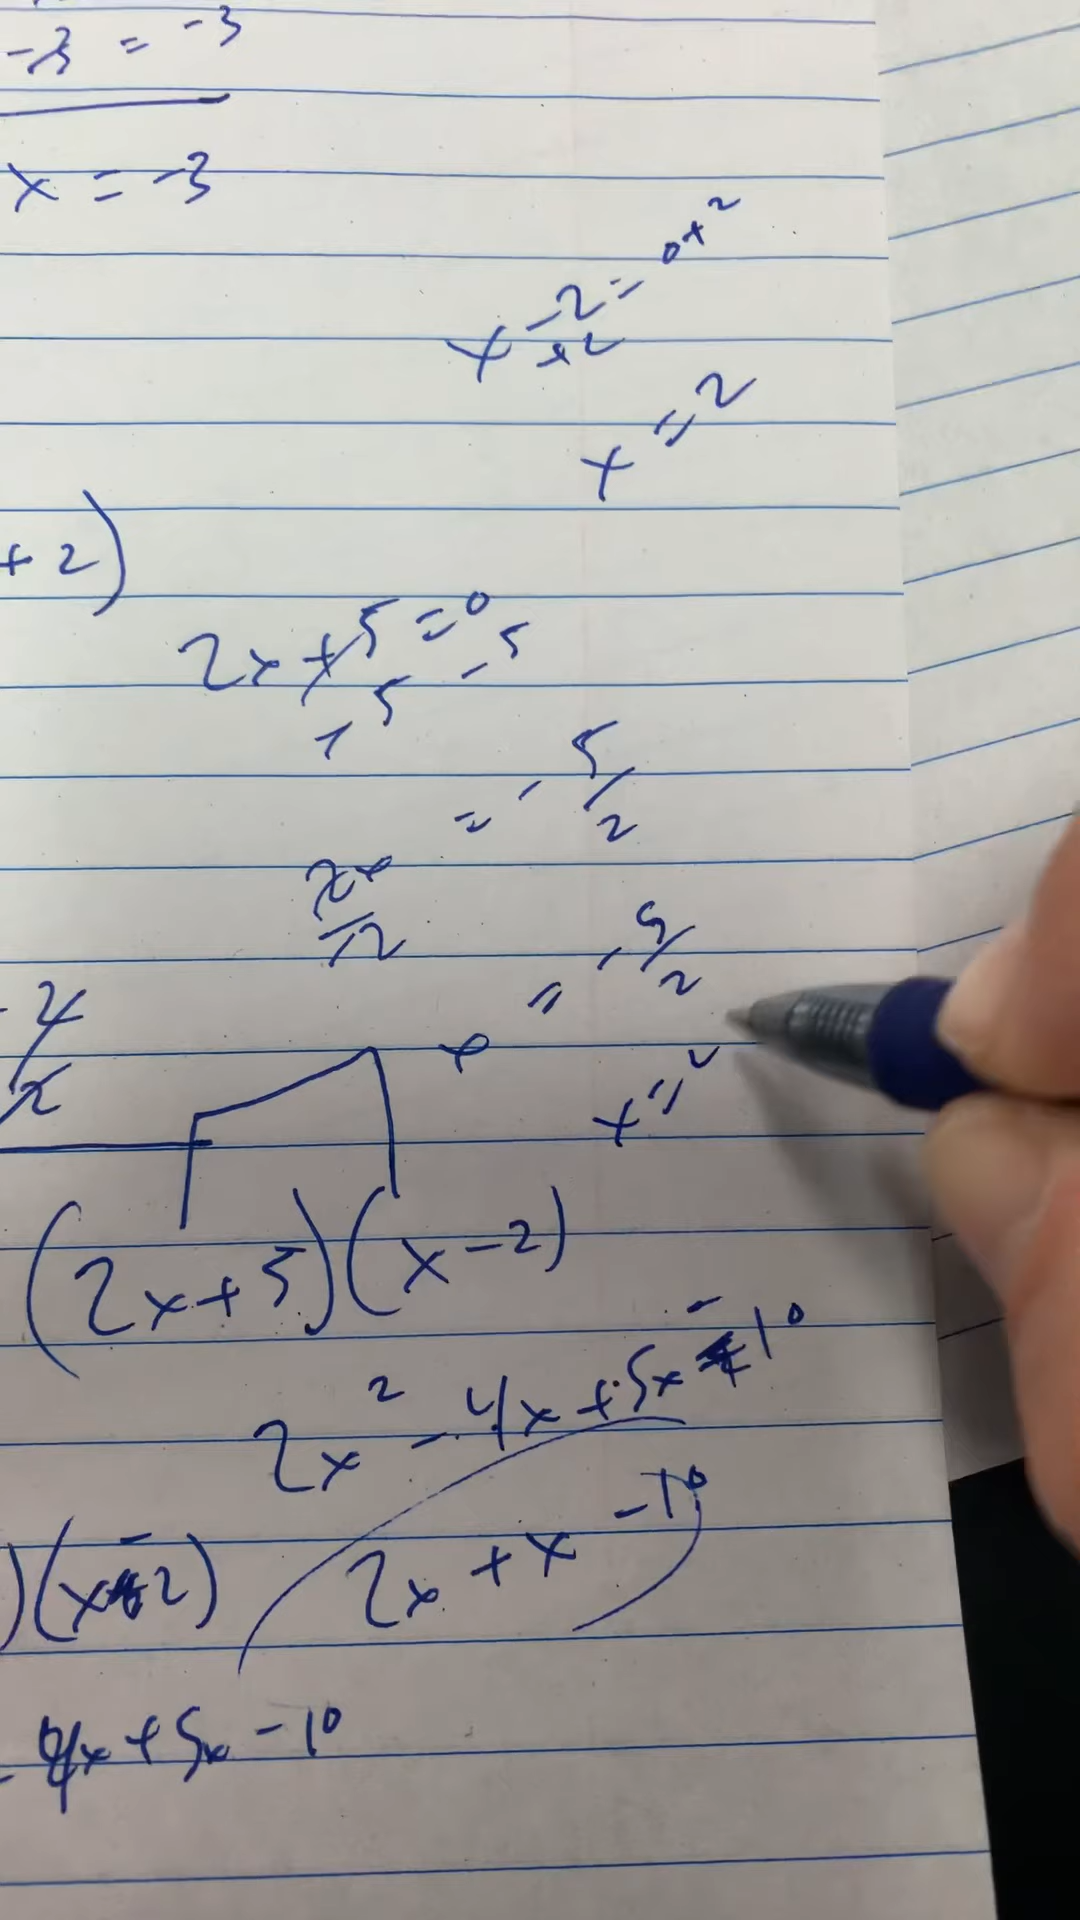 -3 = -3
x = -3
x - 2 = 0 + 2
+2
x = 2
+ 2)
2x + 5 = 0
- 5 - 5
2x/2 = -5/2
x = -5/2
x = 2
(2x+5)(x-2)
2x² - 4x + 5x - 10
2x + x - 10
)(x-2)
- 4x + 5x - 10